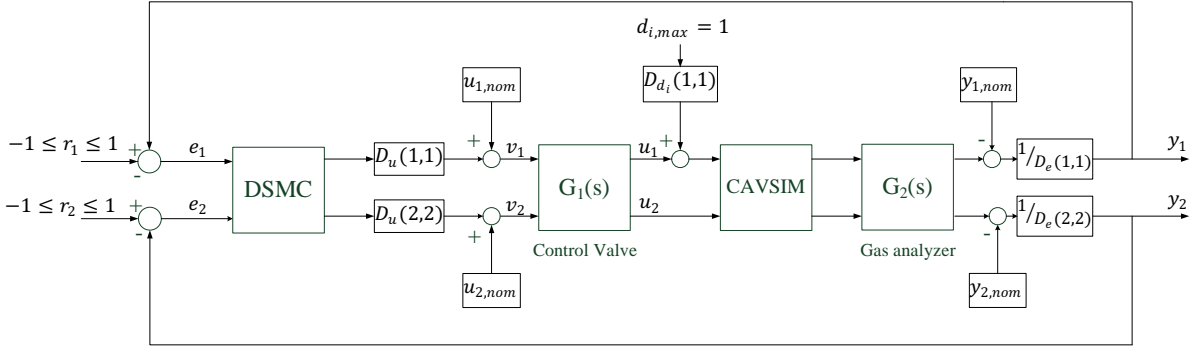 d_{i,max} = 1
D_{d_i}(1,1)
u_{1,nom}
y_{1,nom}
−1 ≤ r_1 ≤ 1
+
-
e_1
D_u(1,1)
+
v_1
u_1
+
-
1/D_e(1,1)
y_1
DSMC
G_1(s)
CAVSIM
G_2(s)
−1 ≤ r_2 ≤ 1
+
-
e_2
D_u(2,2)
+
v_2
u_2
-
1/D_e(2,2)
y_2
Control Valve
Gas analyzer
u_{2,nom}
y_{2,nom}